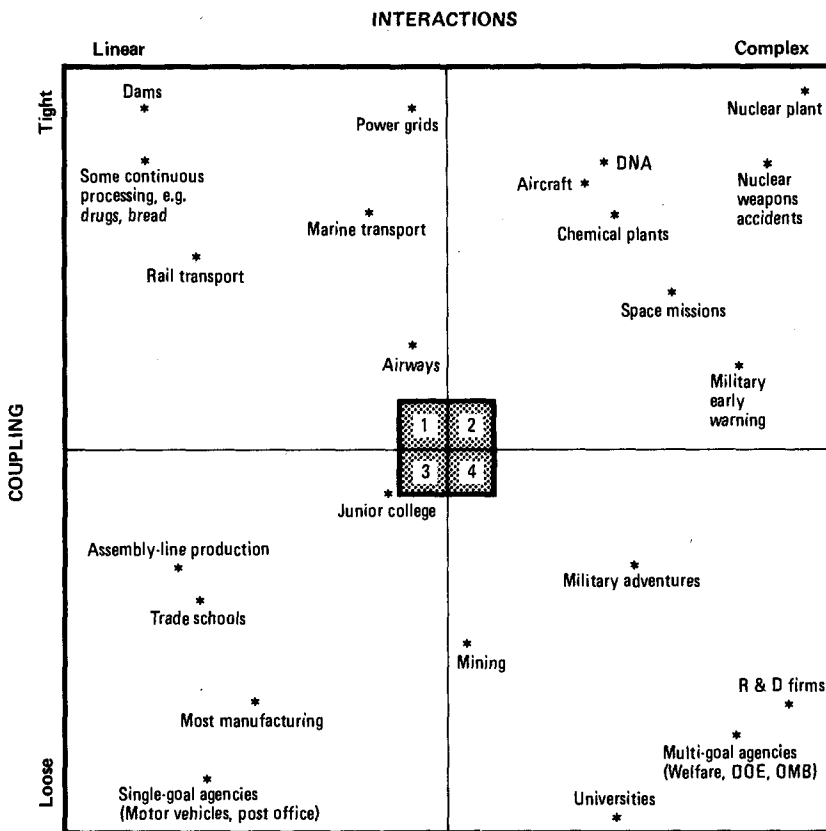 INTERACTIONS
Linear
Complex
Tight
Dams
*
*
Power grids
*
Nuclear plant
*
Some continuous
processing, e.g.
drugs, bread
* DNA
Aircraft *
*
Nuclear
weapons
accidents
*
Marine transport
*
Chemical plants
*
Rail transport
*
Space missions
*
Airways
*
Military
early
warning
COUPLING
1
2
3
4
*
Junior college
Assembly-line production
*
*
Military adventures
*
Trade schools
*
Mining
R & D firms
*
*
Most manufacturing
*
Multi-goal agencies
(Welfare, DOE, OMB)
Loose
*
Single-goal agencies
(Motor vehicles, post office)
Universities
*